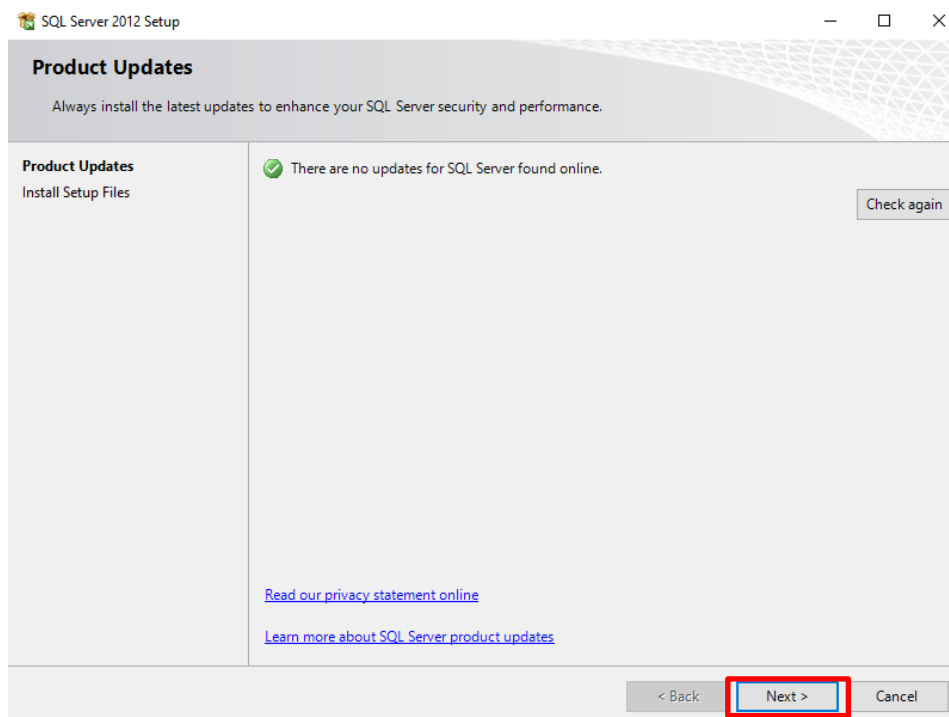 SQL Server 2012 Setup
Product Updates
Always install the latest updates to enhance your SQL Server security and performance.
Product Updates
Install Setup Files
There are no updates for SQL Server found online.
Check again
Read our privacy statement online
Learn more about SQL Server product updates
< Back
Next >
Cancel